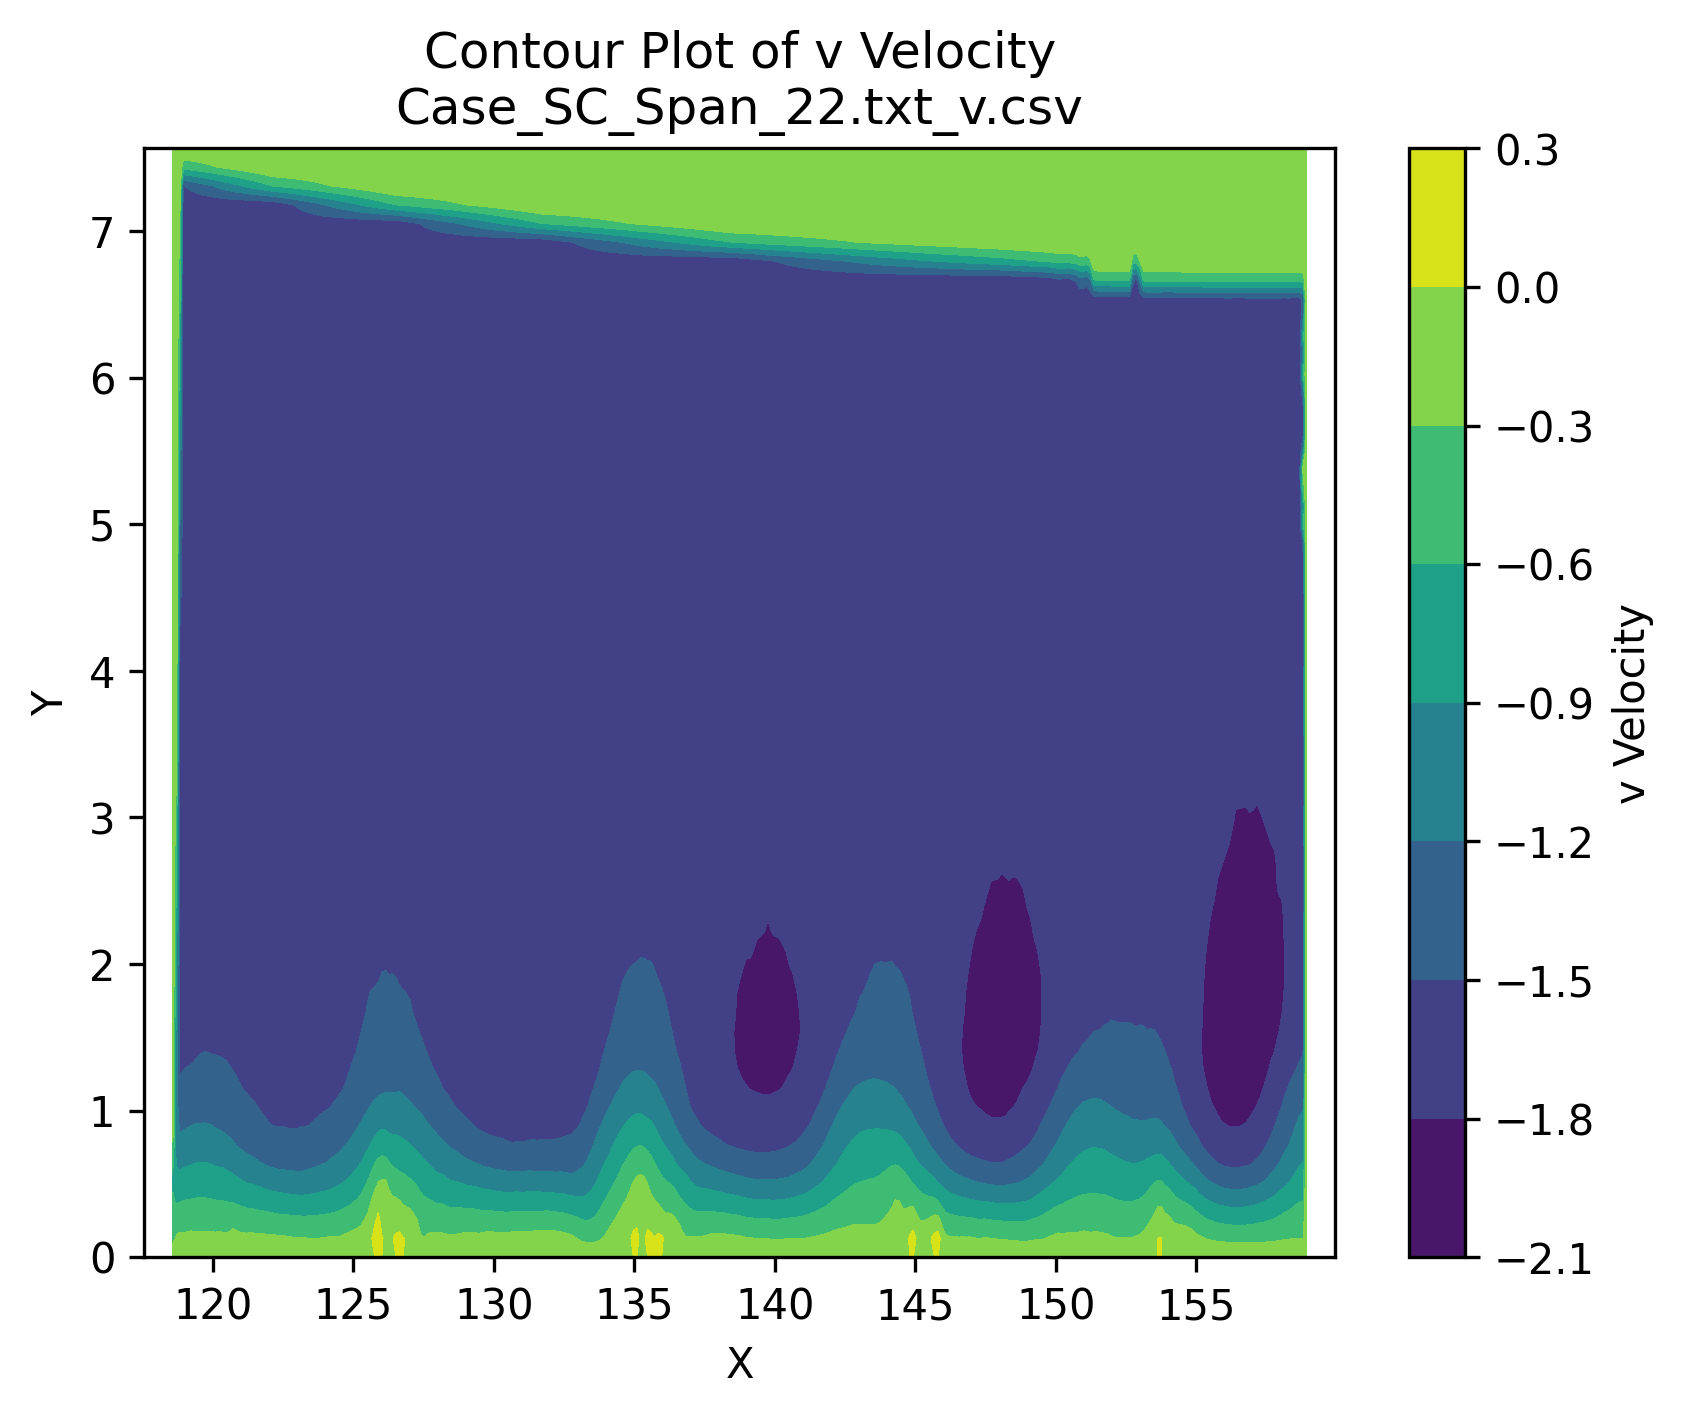 Contour Plot of v Velocity
Case_SC_Span_22.txt_v.csv
7
6
5
4
3
2
1
0
Y
120 125 130 135 140 145 150 155
X
0.3
0.0
−0.3
−0.6
−0.9
−1.2
−1.5
−1.8
−2.1
v Velocity